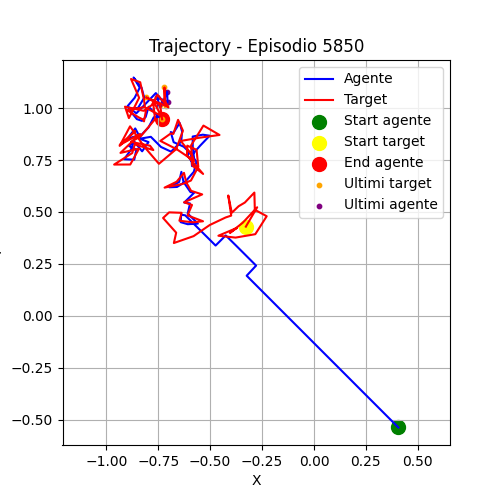 Trajectory - Episodio 5850
Agente
Target
Start agente
Start target
End agente
Ultimi target
Ultimi agente
1.00
0.75
0.50
0.25
0.00
−0.25
−0.50
−1.00 −0.75 −0.50 −0.25 0.00 0.25 0.50
X